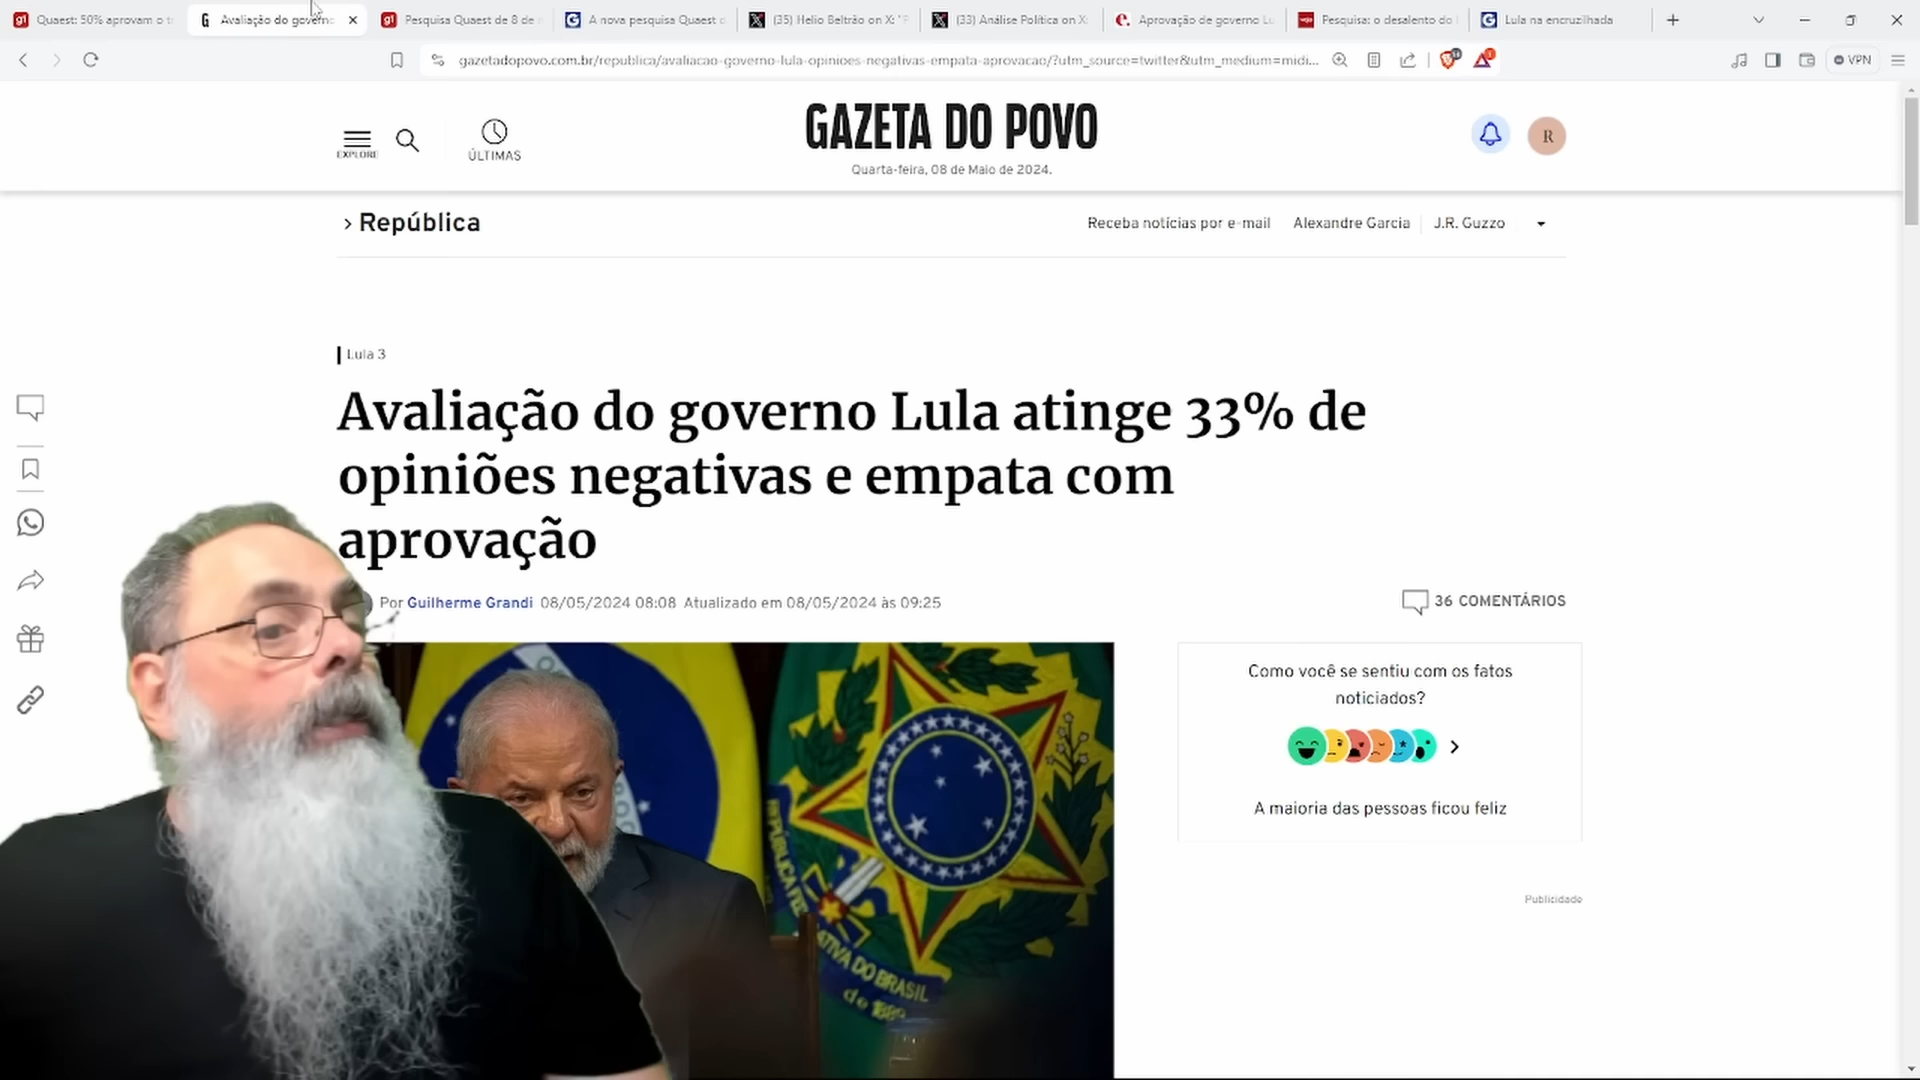 Quaest: 50% aprovam o t
Avaliação do govern
Pesquisa Quaest de 8 de
A nova pesquisa Quaest
(35) Helio Beltrão on X: "P
(33) Análise Política on X:
Aprovação de governo Lu
Pesquisa: o desalento do
Lula na encruzilhada
gazetadopovo.com.br/republica/avaliacao-governo-lula-opinioes-negativas-empata-aprovacao/?utm_source=twitter&utm_medium=midi...
VPN
EXPLORE
ÚLTIMAS
GAZETA DO POVO
Quarta-feira, 08 de Maio de 2024.
R
República
Receba notícias por e-mail
Alexandre Garcia
J.R. Guzzo
Lula 3
Avaliação do governo Lula atinge 33% de
opiniões negativas e empata com
aprovação
Por Guilherme Grandi 08/05/2024 08:08 Atualizado em 08/05/2024 às 09:25
36 COMENTÁRIOS
Como você se sentiu com os fatos
noticiados?
A maioria das pessoas ficou feliz
Publicidade
ATIVA DO BRASIL